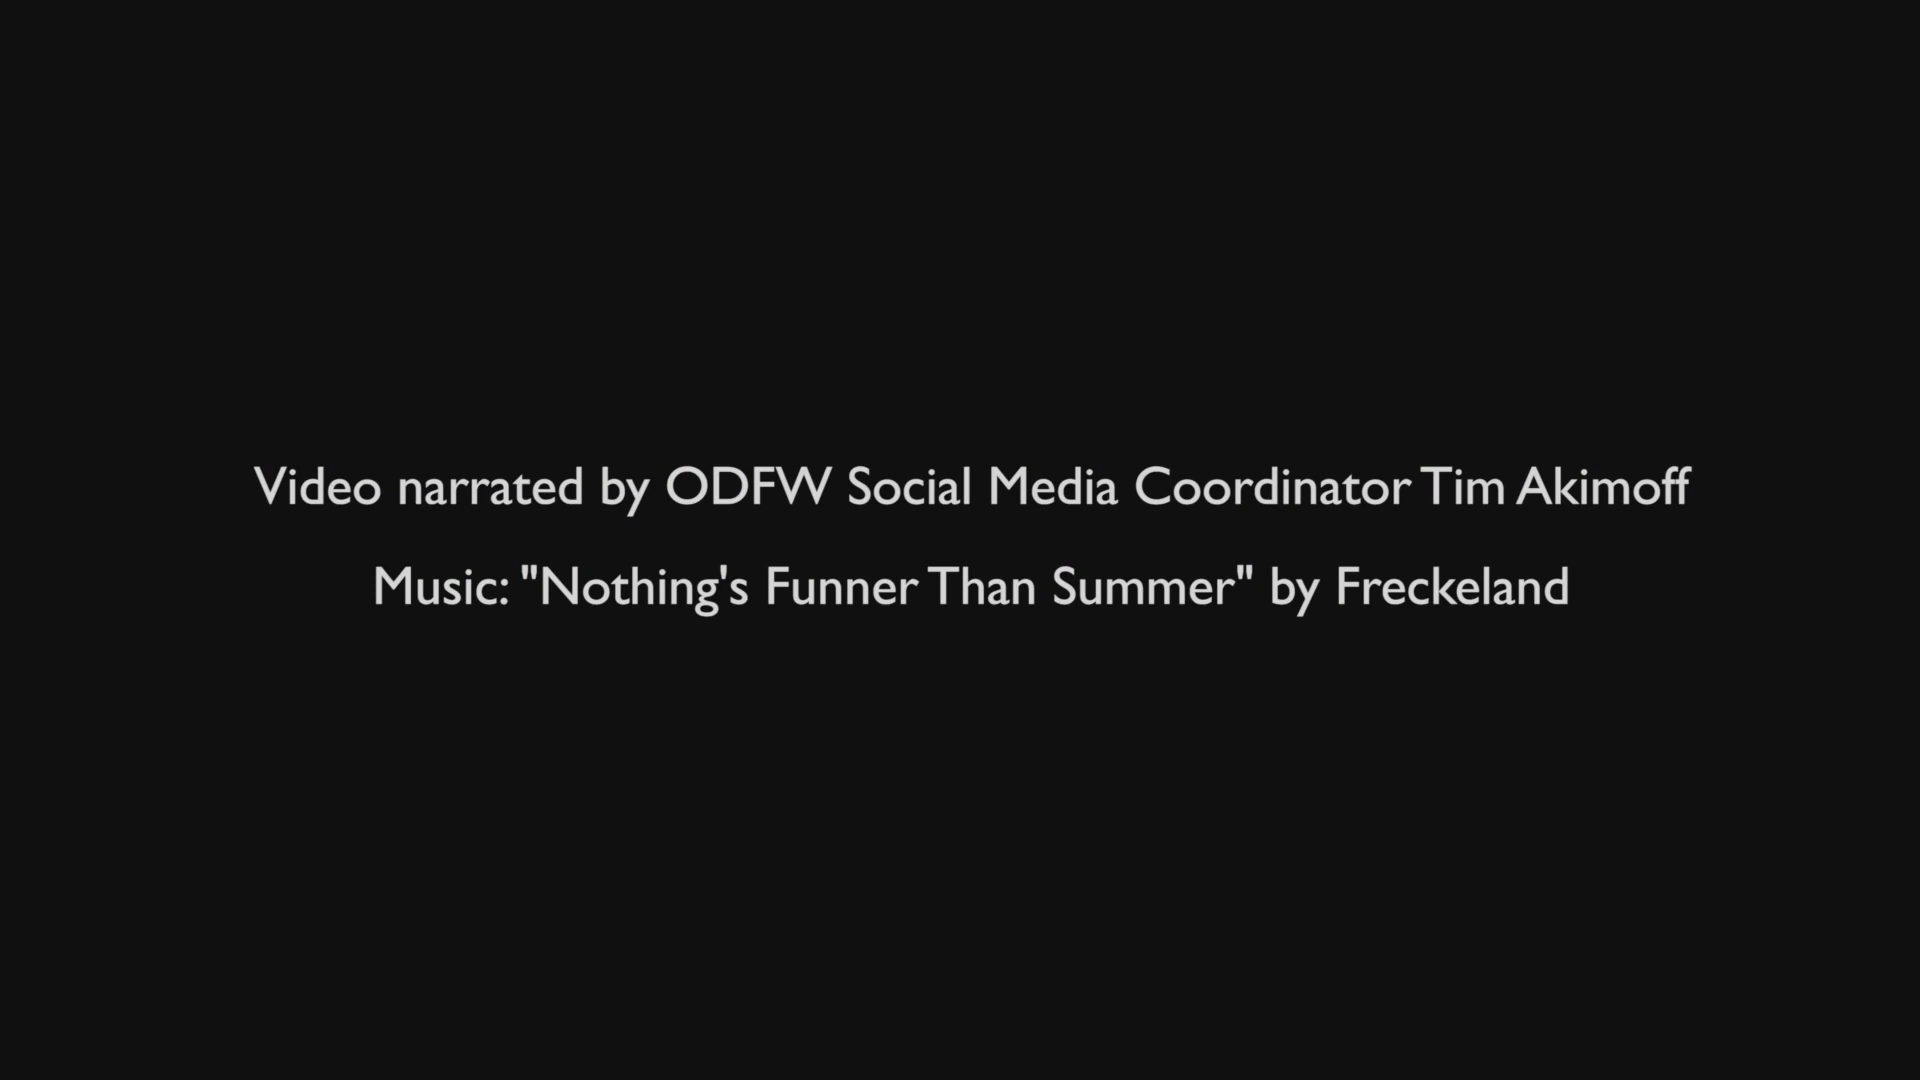 Video narrated by ODFW Social Media Coordinator Tim Akimoff
Music: "Nothing's Funner Than Summer" by Freckeland